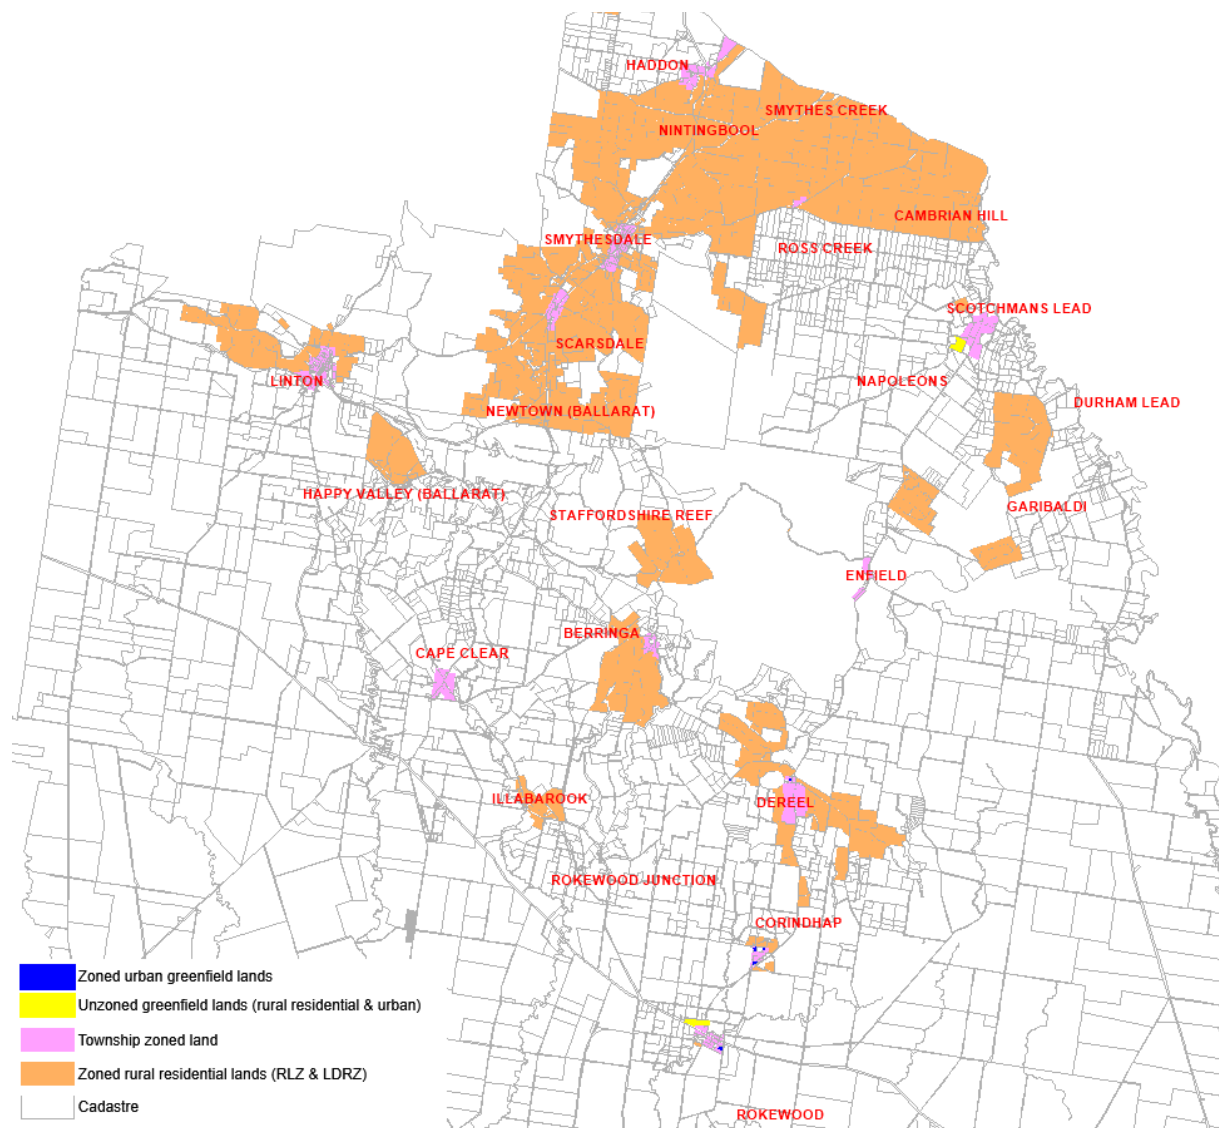 HADDON
SMYTHES CREEK
NINTINGBOOL
CAMBRIAN HILL
SMYTHESDALE
ROSS CREEK
SCOTCHMANS LEAD
SCARSDALE
LINTON
NAPOLEONS
DURHAM LEAD
NEWTOWN (BALLARAT)
HAPPY VALLEY (BALLARAT)
GARIBALDI
STAFFORDSHIRE REEF
ENFIELD
BERRINGA
CAPE CLEAR
ILLABAROOK
DEREEL
ROKEWOOD JUNCTION
CORINDHAP
Zoned urban greenfield lands
Unzoned greenfield lands (rural residential & urban)
Township zoned land
Zoned rural residential lands (RLZ & LDRZ)
Cadastre
ROKEWOOD